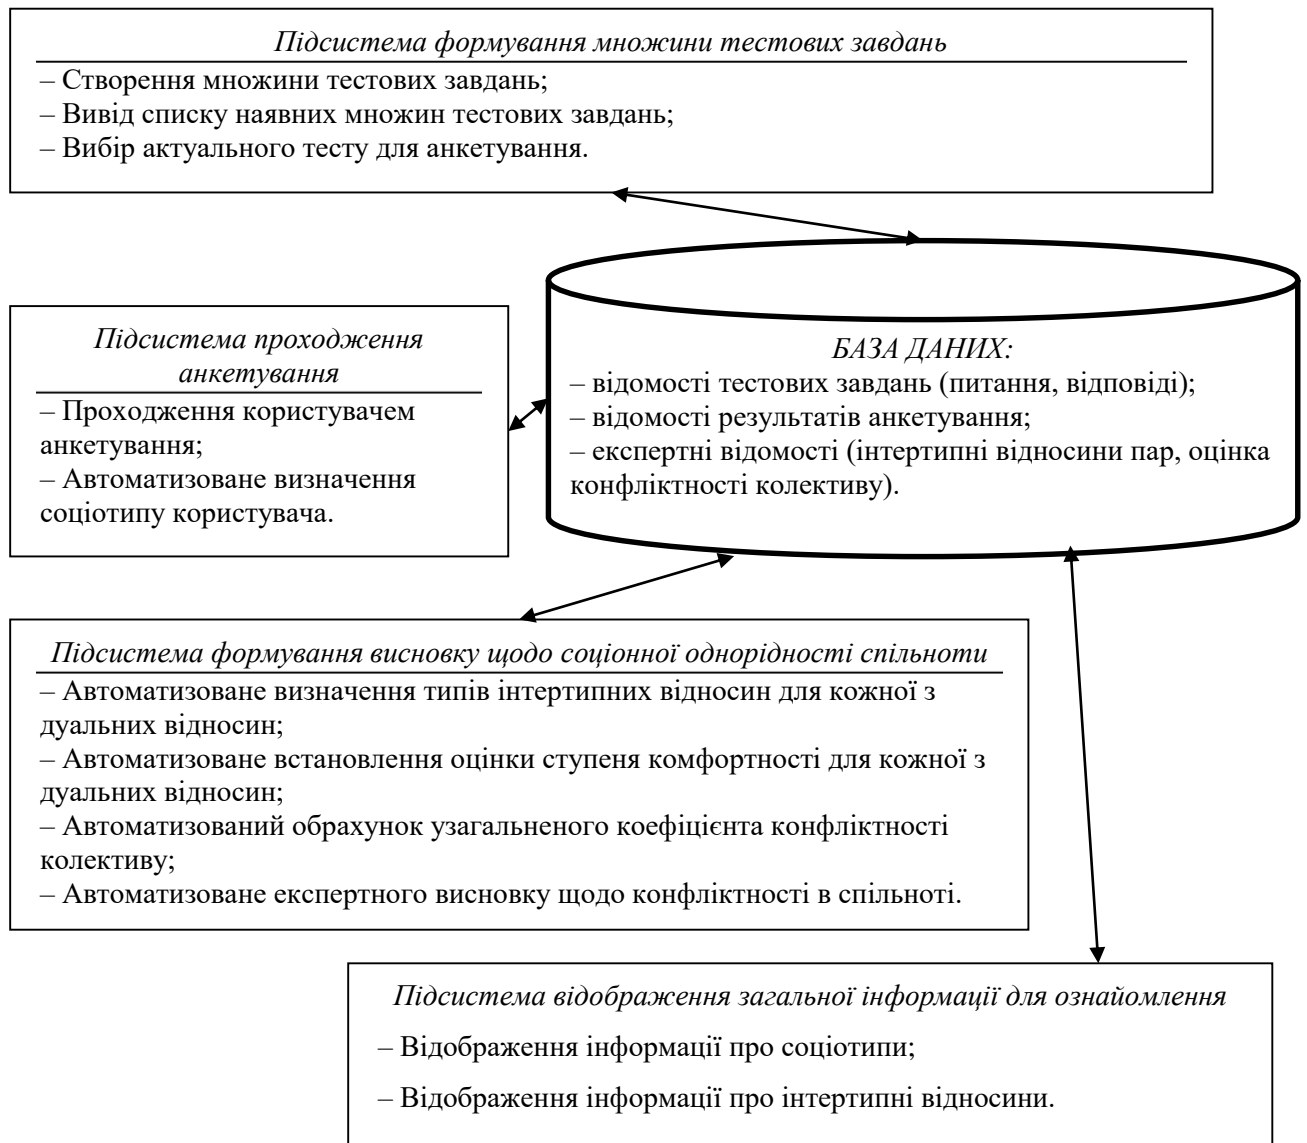 Підсистема формування множини тестових завдань
– Створення множини тестових завдань;
– Вивід списку наявних множин тестових завдань;
– Вибір актуального тесту для анкетування.
Підсистема проходження
анкетування
– Проходження користувачем
анкетування;
– Автоматизоване визначення
соціотипу користувача.
БАЗА ДАНИХ:
– відомості тестових завдань (питання, відповіді);
– відомості результатів анкетування;
– експертні відомості (інтертипні відносини пар, оцінка
конфліктності колективу).
Підсистема формування висновку щодо соціонної однорідності спільноти
– Автоматизоване визначення типів інтертипних відносин для кожної з
дуальних відносин;
– Автоматизоване встановлення оцінки ступеня комфортності для кожної з
дуальних відносин;
– Автоматизований обрахунок узагальненого коефіцієнта конфліктності
колективу;
– Автоматизоване експертного висновку щодо конфліктності в спільноті.
Підсистема відображення загальної інформації для ознайомлення
– Відображення інформації про соціотипи;
– Відображення інформації про інтертипні відносини.